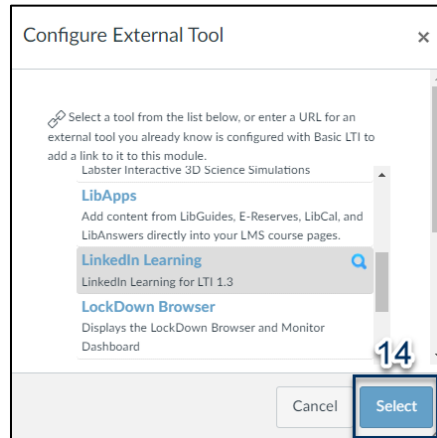 Configure External Tool ×
Select a tool from the list below, or enter a URL for an
external tool you already know is configured with Basic LTI to
add a link to it to this module.
Labster Interactive 3D Science Simulations
LibApps
Add content from LibGuides, E-Reserves, LibCal, and
LibAnswers directly into your LMS course pages.
LinkedIn Learning
LinkedIn Learning for LTI 1.3
LockDown Browser
Displays the LockDown Browser and Monitor
Dashboard
14
Cancel Select